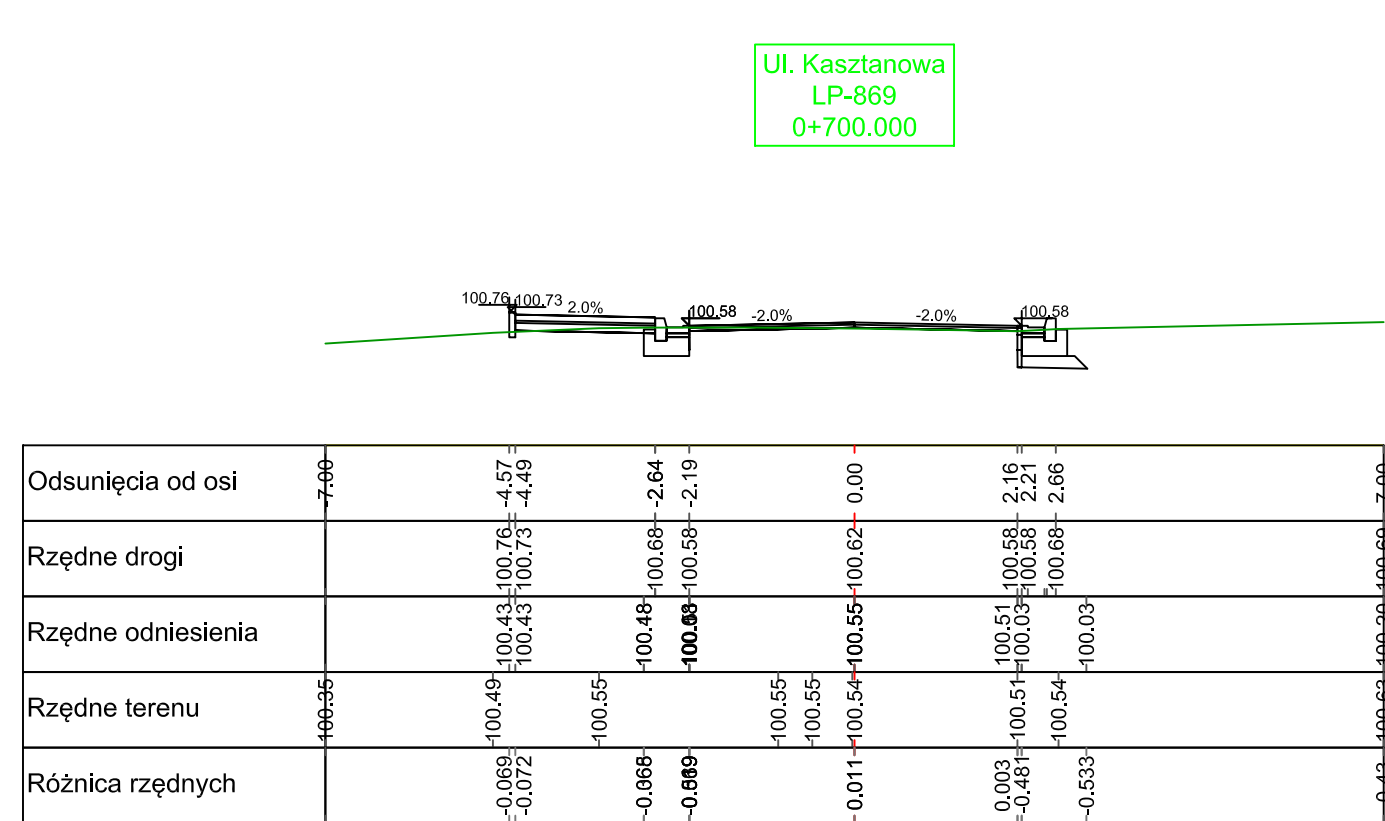 Ul. Kasztanowa
LP-869
0+700.000
100.76 100.73 2.0% 100.58 -2.0% -2.0% 100.58
Odsunięcia od osi -7.00 -4.57 -4.49 -2.64 -2.19 0.00 2.16 2.21 2.66 7.00
Rzędne drogi 100.76 100.73 100.68 100.58 100.62 100.58 100.58 100.68
Rzędne odniesienia 100.43 100.43 100.48 100.55 100.51 100.03 100.03
Rzędne terenu 100.35 100.49 100.55 100.55 100.55 100.54 100.51 100.54 100.63
Różnica rzędnych -0.069 -0.072 0.011 0.003 -0.481 -0.533